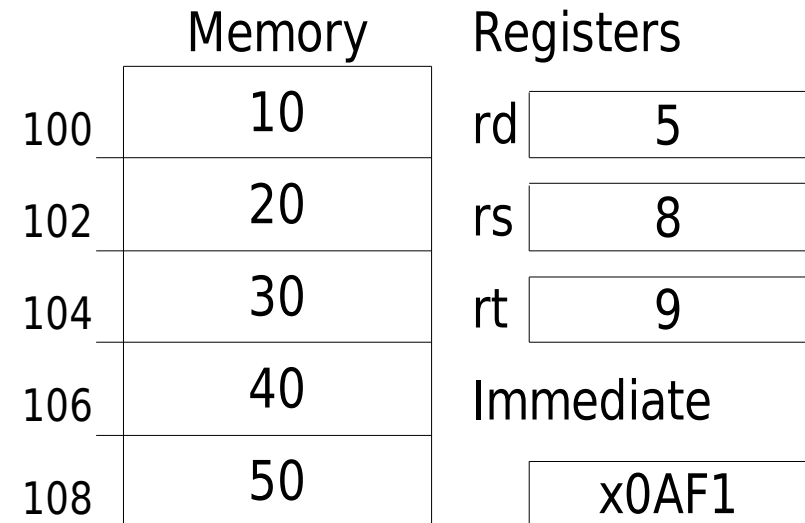 Memory Registers
100 10 rd 5
102 20 rs 8
104 30 rt 9
106 40 Immediate
108 50 x0AF1